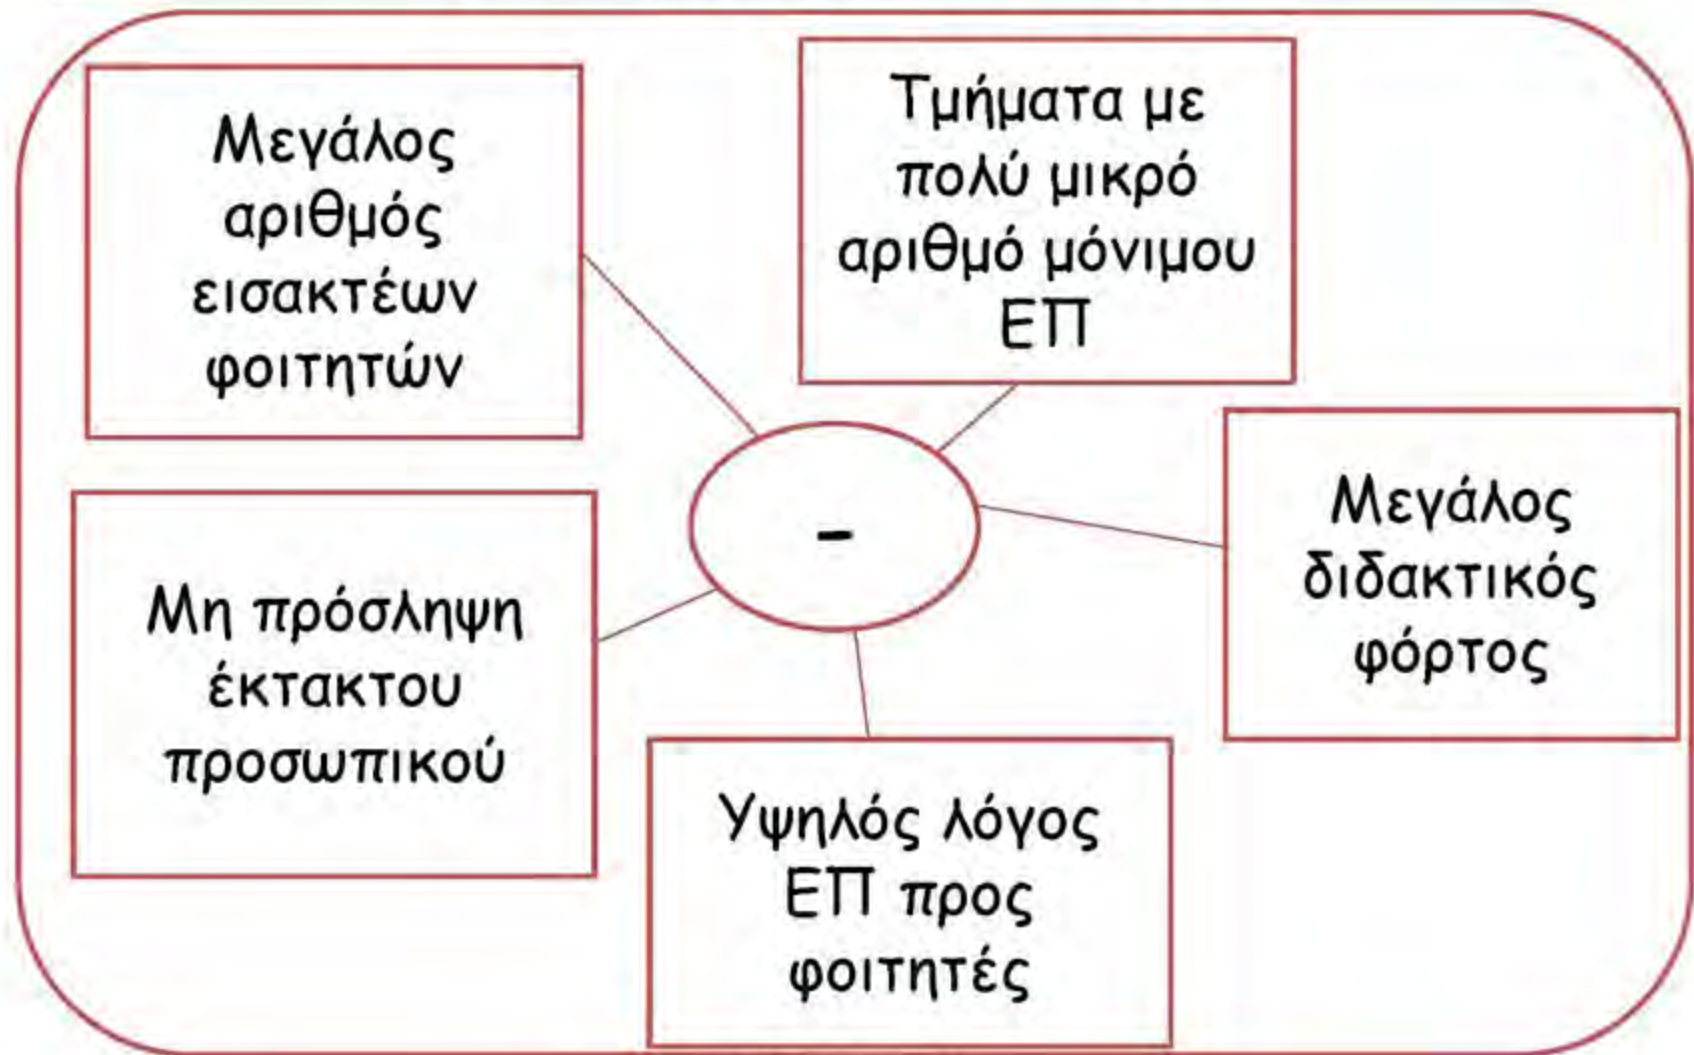 Μεγάλος
αριθμός
εισακτέων
φοιτητών
Τμήματα με
πολύ μικρό
αριθμό μόνιμου
ΕΠ
-
Μεγάλος
διδακτικός
φόρτος
Μη πρόσληψη
έκτακτου
προσωπικού
Υψηλός λόγος
ΕΠ προς
φοιτητές